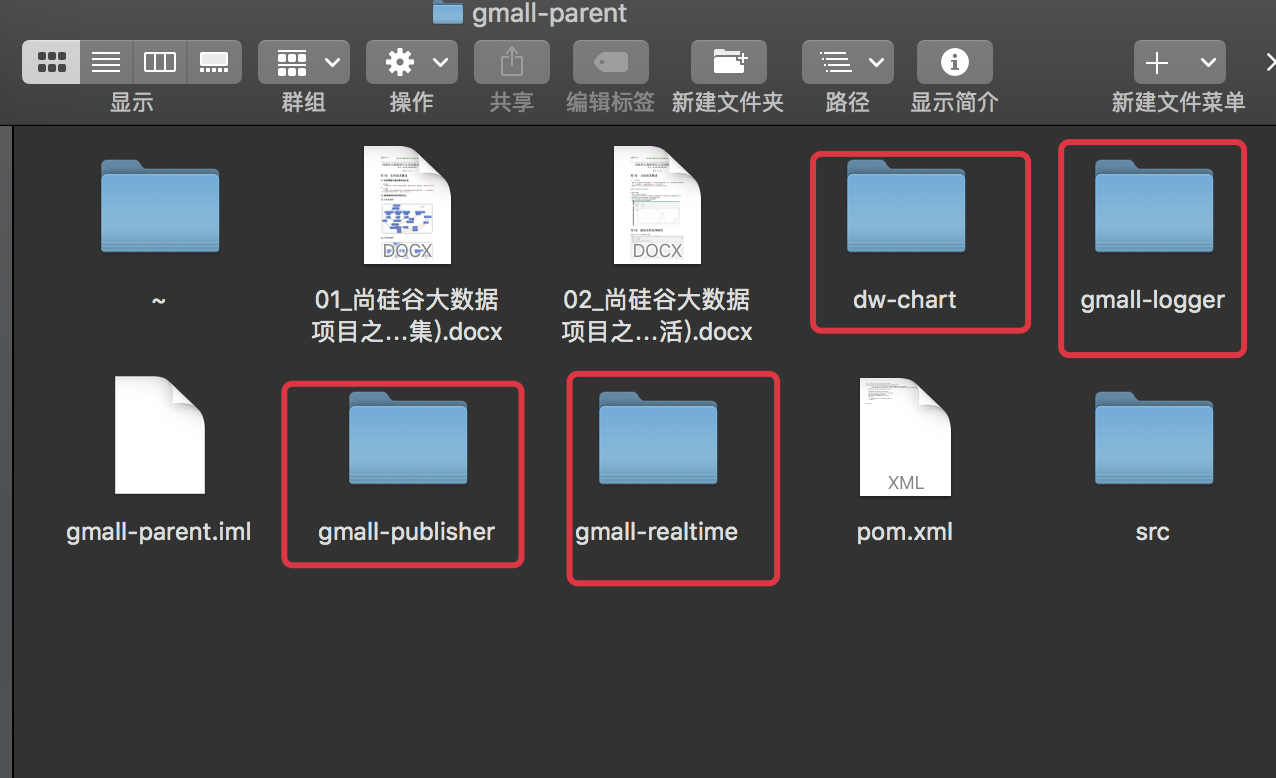 gmall-parent
显示
群组
操作
共享
编辑标签
新建文件夹
路径
显示简介
新建文件菜单
~
DOCX
01_尚硅谷大数据
项目之...集).docx
DOCX
02_尚硅谷大数据
项目之...活).docx
dw-chart
gmall-logger
gmall-parent.iml
gmall-publisher
gmall-realtime
XML
pom.xml
src